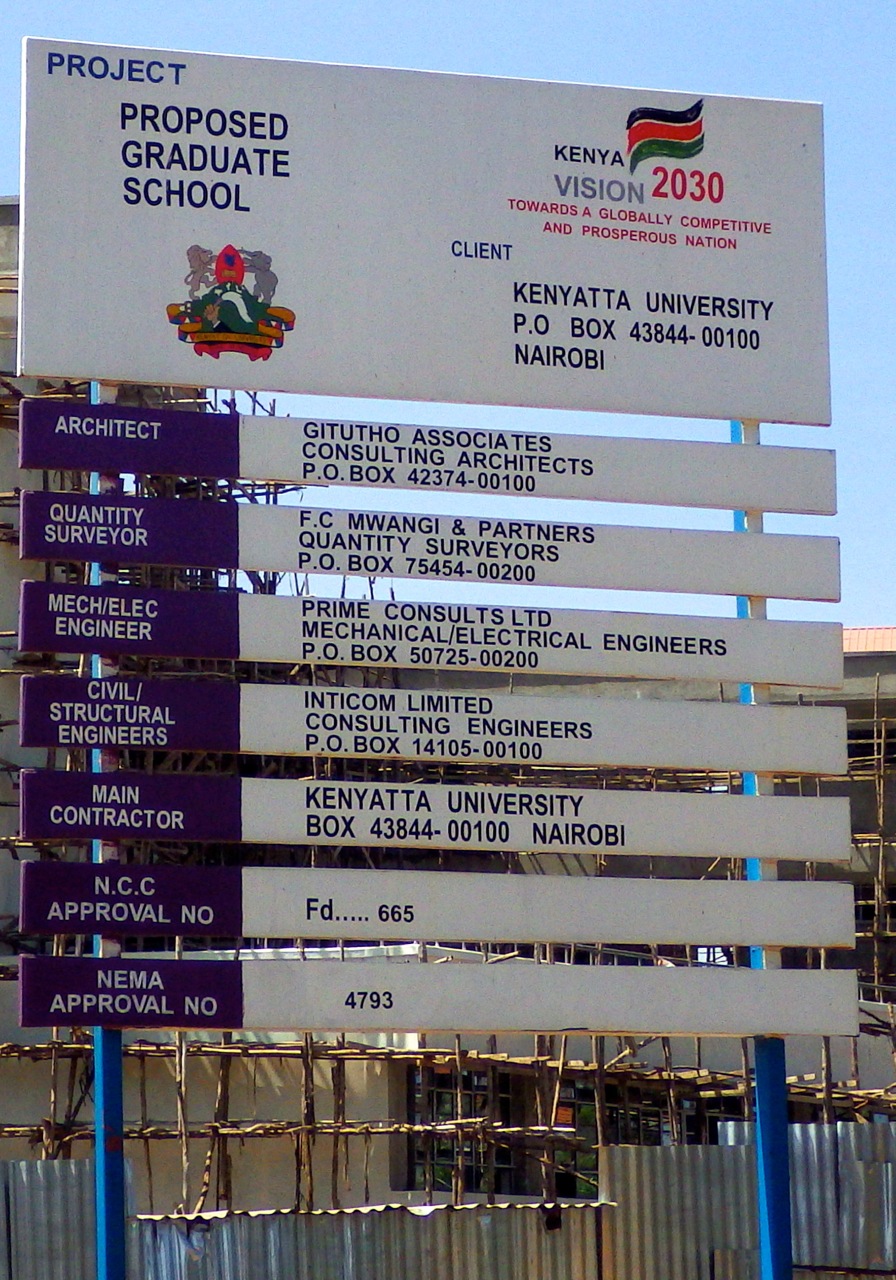 PROJECT
PROPOSED
GRADUATE
SCHOOL
KENYA
VISION 2030
TOWARDS A GLOBALLY COMPETITIVE
AND PROSPEROUS NATION
CLIENT
KENYATTA UNIVERSITY
P.O BOX 43844-00100
NAIROBI
ARCHITECT
GITUTHO ASSOCIATES
CONSULTING ARCHITECTS
P.O.BOX 42374-00100
QUANTITY
SURVEYOR
F.C MWANGI & PARTNERS
QUANTITY SURVEYORS
P.O. BOX 75454-00200
MECH/ELEC
ENGINEER
PRIME CONSULTS LTD
MECHANICAL/ELECTRICAL ENGINEERS
P.O.BOX 50725-00200
CIVIL/
STRUCTURAL
ENGINEERS
INTICOM LIMITED
CONSULTING ENGINEERS
P.O.BOX 14105-00100
MAIN
CONTRACTOR
KENYATTA UNIVERSITY
BOX 43844-00100 NAIROBI
N.C.C
APPROVAL NO
Fd..... 665
NEMA
APPROVAL NO
4793